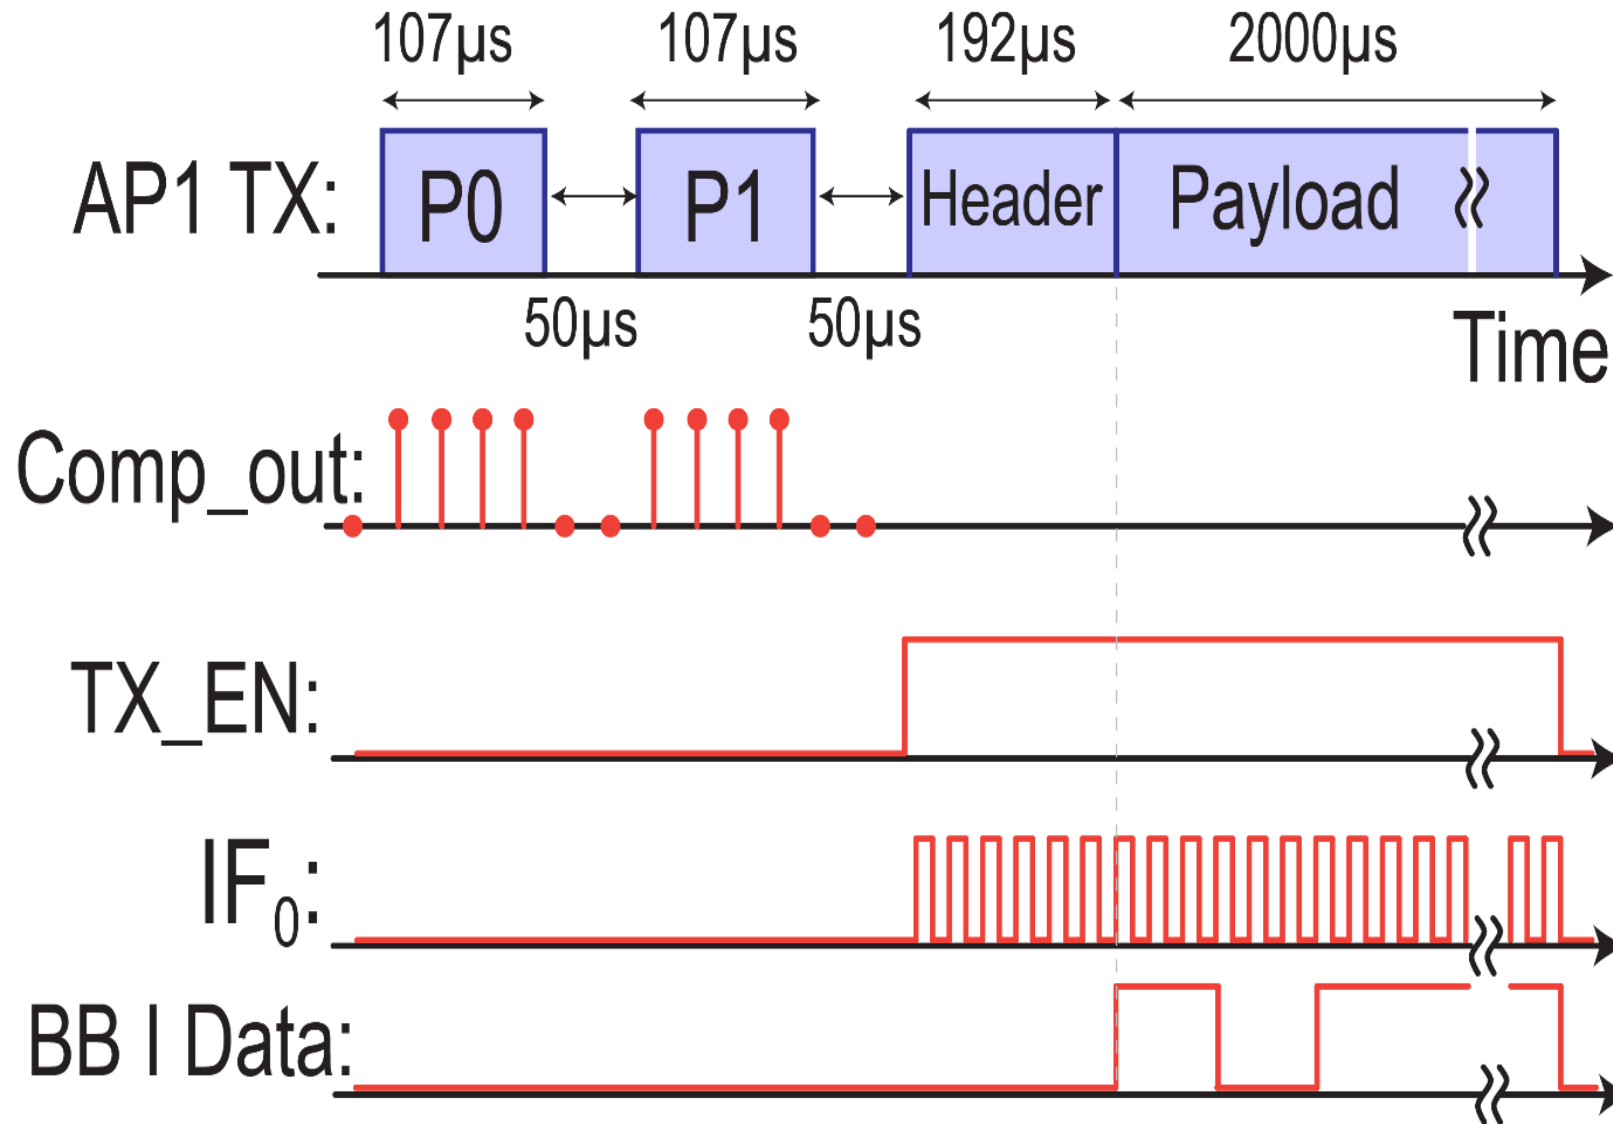 107µs 107µs 192µs 2000µs
AP1 TX: P0 P1 Header Payload
50µs 50µs
Time
Comp_out:
TX_EN:
IF₀:
BB I Data: